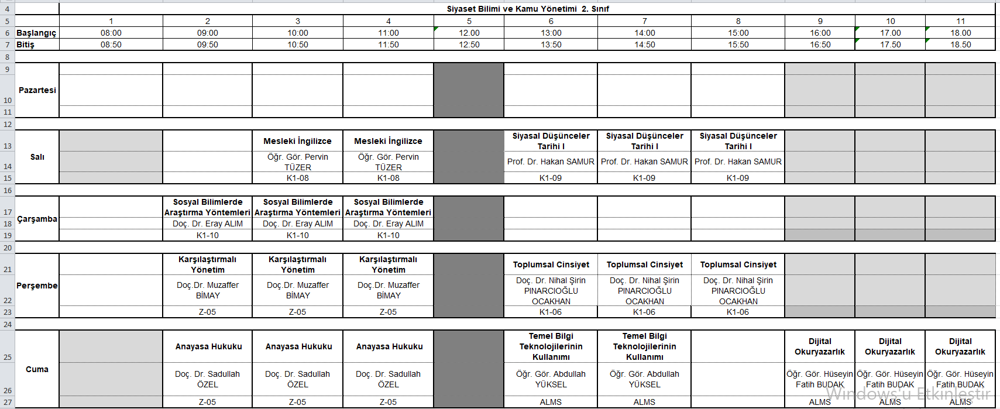 4 Siyaset Bilimi ve Kamu Yönetimi 2. Sınıf
5 1 2 3 4 5 6 7 8 9 10 11
6 Başlangıç 08:00 09:00 10:00 11:00 12.00 13:00 14:00 15:00 16:00 17.00 18.00
7 Bitiş 08:50 09:50 10:50 11:50 12:50 13:50 14:50 15:50 16:50 17.50 18.50
8
9
Pazartesi
10
11
12
Siyasal Düşünceler Siyasal Düşünceler Siyasal Düşünceler
13 Mesleki İngilizce Mesleki İngilizce Tarihi I Tarihi I Tarihi I
Salı
Öğr. Gör. Pervin Öğr. Gör. Pervin Prof. Dr. Hakan SAMUR Prof. Dr. Hakan SAMUR Prof. Dr. Hakan SAMUR
14 TÜZER TÜZER
15 K1-08 K1-08 K1-09 K1-09 K1-09
16
Sosyal Bilimlerde Sosyal Bilimlerde Sosyal Bilimlerde
17 Araştırma Yöntemleri Araştırma Yöntemleri Araştırma Yöntemleri
Çarşamba
18 Doç. Dr. Eray ALIM Doç. Dr. Eray ALIM Doç. Dr. Eray ALIM
19 K1-10 K1-10 K1-10
20
Karşılaştırmalı Karşılaştırmalı Karşılaştırmalı Toplumsal Cinsiyet Toplumsal Cinsiyet Toplumsal Cinsiyet
21 Yönetim Yönetim Yönetim
Perşembe
Doç.Dr. Muzaffer Doç.Dr. Muzaffer Doç.Dr. Muzaffer Doç. Dr. Nihal Şirin Doç. Dr. Nihal Şirin Doç. Dr. Nihal Şirin
BİMAY BİMAY BİMAY PINARCIOĞLU PINARCIOĞLU PINARCIOĞLU
22 OCAKHAN OCAKHAN OCAKHAN
23 Z-05 Z-05 Z-05 K1-06 K1-06 K1-06
24
Temel Bilgi Temel Bilgi Dijital Dijital Dijital
Anayasa Hukuku Anayasa Hukuku Anayasa Hukuku Teknolojilerinin Teknolojilerinin Okuryazarlık Okuryazarlık Okuryazarlık
25 Kullanımı Kullanımı
Cuma
Doç. Dr. Sadullah Doç. Dr. Sadullah Doç. Dr. Sadullah Öğr. Gör. Abdullah Öğr. Gör. Abdullah Öğr. Gör. Hüseyin Öğr. Gör. Hüseyin Öğr. Gör. Hüseyin
26 ÖZEL ÖZEL ÖZEL YÜKSEL YÜKSEL Fatih BUDAK Fatih BUDAK Fatih BUDAK
Windows'u Etkinleştir
27 Z-05 Z-05 Z-05 ALMS ALMS ALMS ALMS ALMS